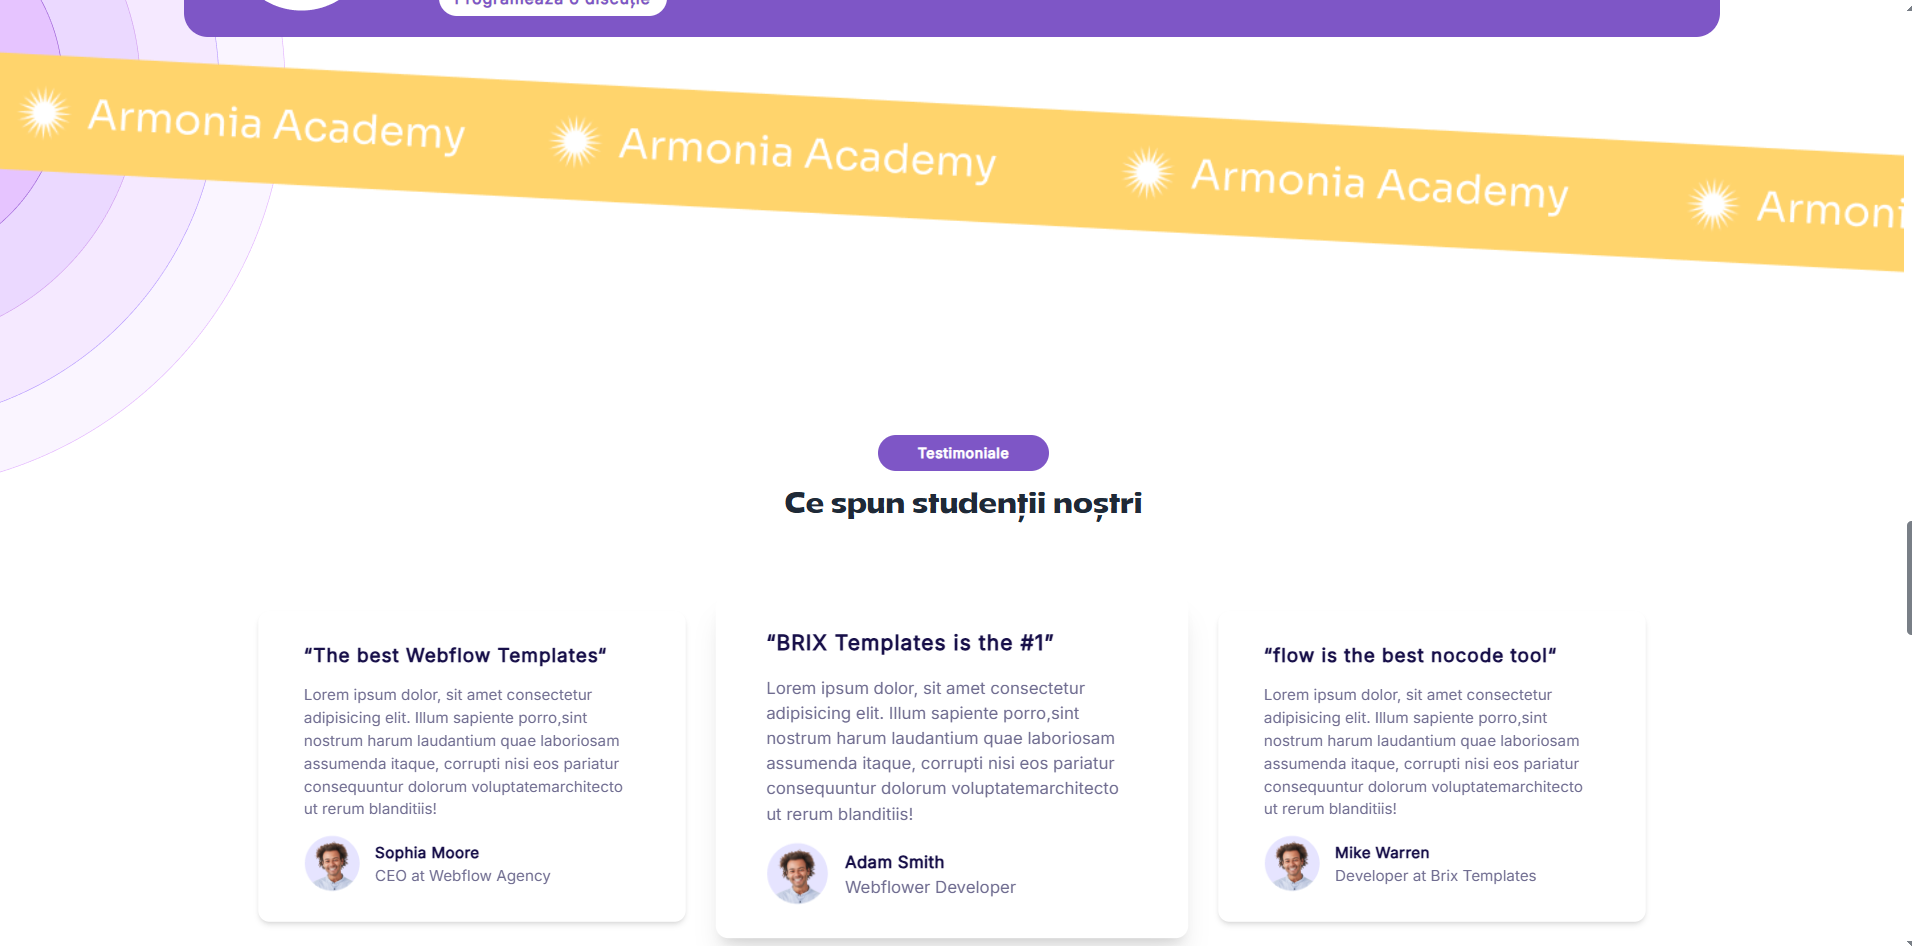 Programează o discuție
Armonia Academy
Armonia Academy
Armonia Academy
Armoni
Testimoniale
Ce spun studenții noștri
“The best Webflow Templates“
Lorem ipsum dolor, sit amet consectetur
adipisicing elit. Illum sapiente porro,sint
nostrum harum laudantium quae laboriosam
assumenda itaque, corrupti nisi eos pariatur
consequuntur dolorum voluptatemarchitecto
ut rerum blanditiis!
Sophia Moore
CEO at Webflow Agency
“BRIX Templates is the #1”
Lorem ipsum dolor, sit amet consectetur
adipisicing elit. Illum sapiente porro,sint
nostrum harum laudantium quae laboriosam
assumenda itaque, corrupti nisi eos pariatur
consequuntur dolorum voluptatemarchitecto
ut rerum blanditiis!
Adam Smith
Webflower Developer
“flow is the best nocode tool“
Lorem ipsum dolor, sit amet consectetur
adipisicing elit. Illum sapiente porro,sint
nostrum harum laudantium quae laboriosam
assumenda itaque, corrupti nisi eos pariatur
consequuntur dolorum voluptatemarchitecto
ut rerum blanditiis!
Mike Warren
Developer at Brix Templates